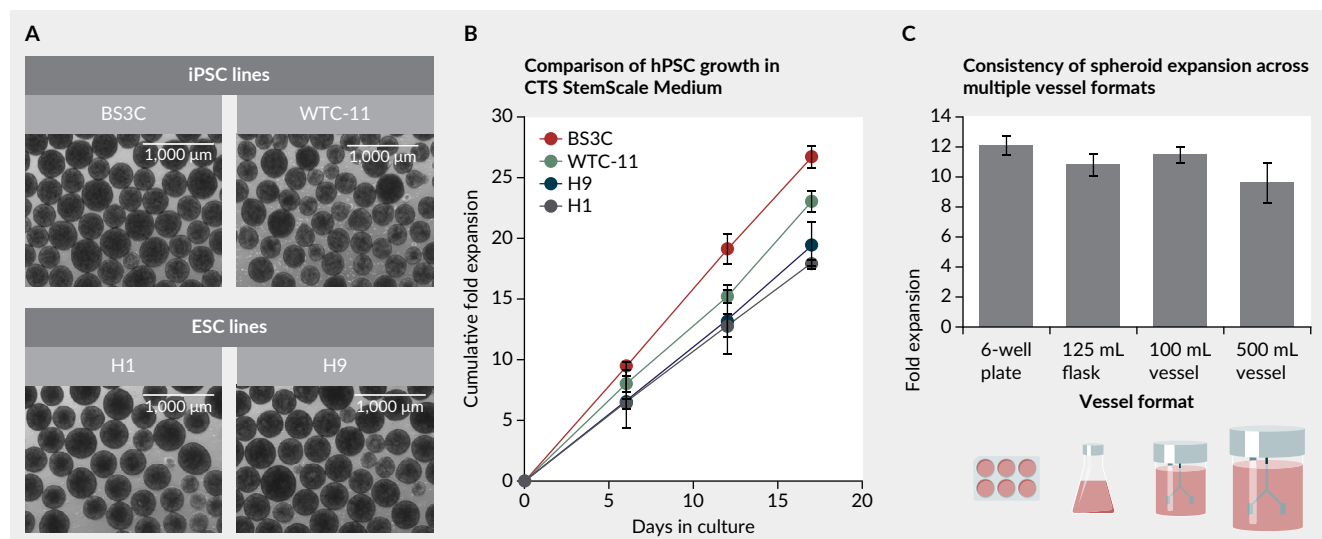 A
iPSC lines
BS3C
WTC-11
1,000 µm
1,000 µm
ESC lines
H1
H9
1,000 µm
1,000 µm
B
Comparison of hPSC growth in
CTS StemScale Medium
30
25
20
15
10
5
0
Cumulative fold expansion
BS3C
WTC-11
H9
H1
0
5
10
15
20
Days in culture
C
Consistency of spheroid expansion across
multiple vessel formats
14
12
10
8
6
4
2
0
Fold expansion
6-well
plate
125 mL
flask
100 mL
vessel
500 mL
vessel
Vessel format